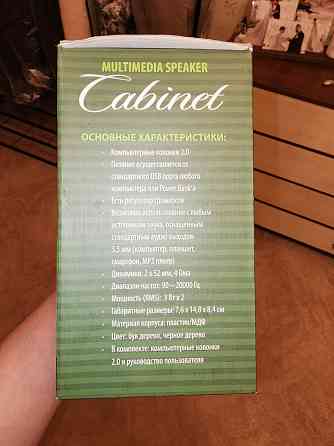 MULTIMEDIA SPEAKER
Cabinet
ОСНОВНЫЕ ХАРАКТЕРИСТИКИ:
- Компьютерные колонки 2.0
- Питание осуществляется от
стандартного USB порта любого
компьютера или Power Bank'а
- Есть регулятор громкости
- Возможно использование с любым
источником звука, оснащенным
стандартным аудио выходом
3,5 мм (компьютер, планшет,
смартфон, MP3 плеер)
- Динамики: 2 x 52 мм, 4 Ома
- Диапазон частот: 90—20000 Гц
- Мощность (RMS): 3 Вт x 2
- Габаритные размеры: 7,6 x 14,8 x 8,4 см
- Материал корпуса: пластик/МДФ
- Цвет: бук дерево, черное дерево
- В комплекте: компьютерные колонки
2.0 и руководство пользователя